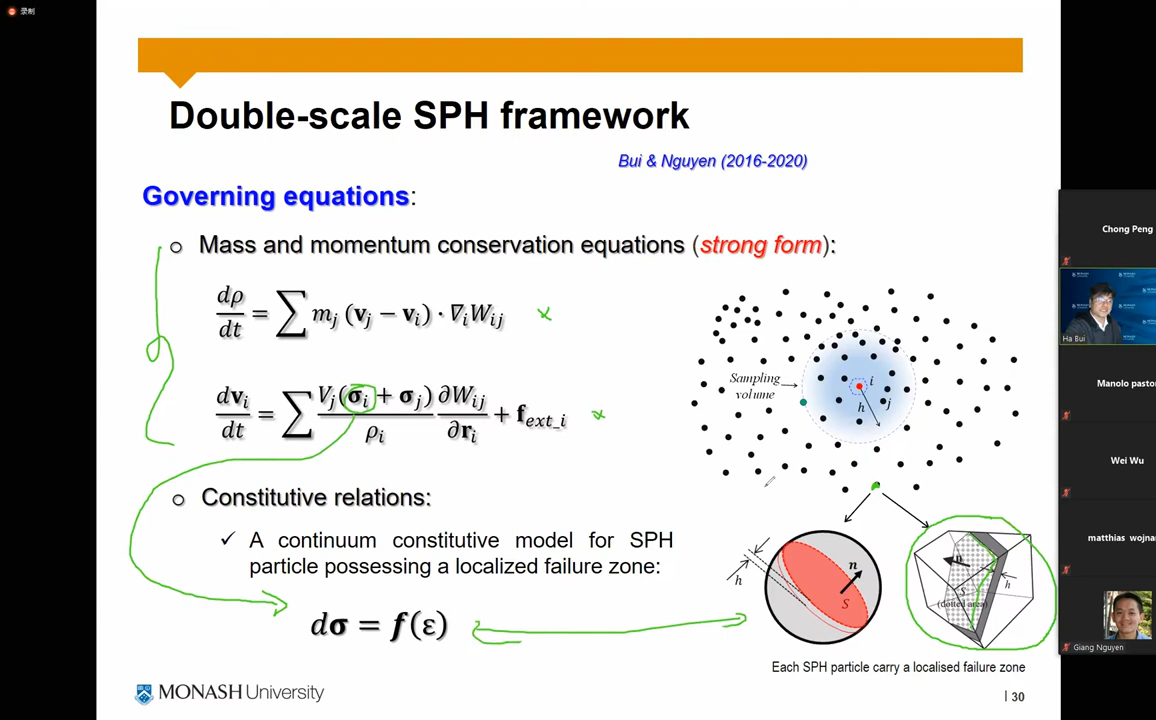 录制
Double-scale SPH framework
Bui & Nguyen (2016-2020)
Governing equations:
o Mass and momentum conservation equations (strong form):
dρ/dt = ∑ m_j (v_j − v_i) · ∇_i W_ij ×
dv_i/dt = ∑ V_j(σ_i + σ_j)/ρ_i ∂W_ij/∂r_i + f_ext_i ×
o Constitutive relations:
✓ A continuum constitutive model for SPH
particle possessing a localized failure zone:
dσ = f(ε)
Sampling
volume
i
j
h
h
n
S
n
S
(dotted area)
h
Each SPH particle carry a localised failure zone
MONASH University
| 30
Chong Peng
Ha Bui
Manolo pasto
Wei Wu
matthias wojna
Giang Nguyen